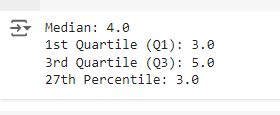 Median: 4.0
1st Quartile (Q1): 3.0
3rd Quartile (Q3): 5.0
27th Percentile: 3.0